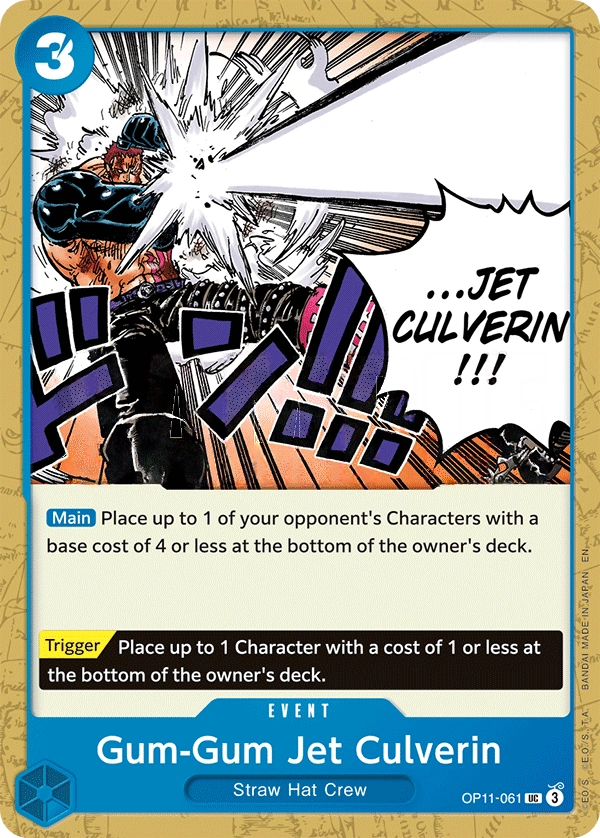 3
...JET
CULVERIN
!!!
ドン!!!
Main Place up to 1 of your opponent's Characters with a
base cost of 4 or less at the bottom of the owner's deck.
Trigger Place up to 1 Character with a cost of 1 or less at
the bottom of the owner's deck.
EVENT
Gum-Gum Jet Culverin
Straw Hat Crew
OP11-061 UC 3
©E.O./S. ©E.O./S.,T.A. BANDAI MADE IN JAPAN EN